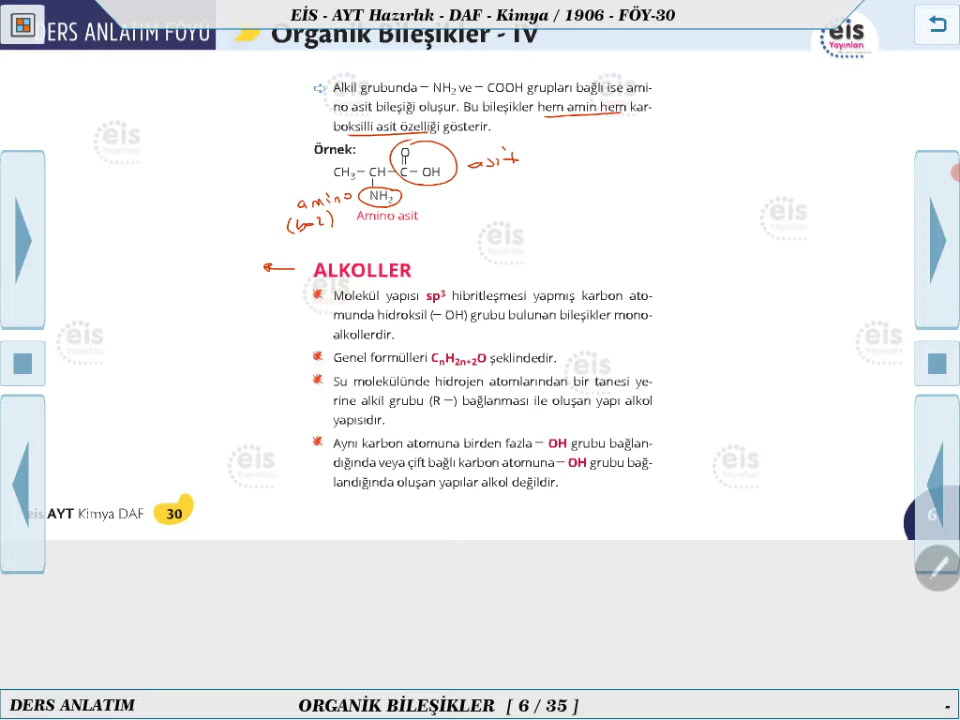 EİS - AYT Hazırlık - DAF - Kimya / 1906 - FÖY-30
DERS ANLATIM FÖYÜ
Organik Bileşikler - IV
eis
Yayınları
Alkil grubunda – NH2 ve – COOH grupları bağlı ise ami-
no asit bileşiği oluşur. Bu bileşikler hem amin hem kar-
boksilli asit özelliği gösterir.
Örnek:
O
CH3 – CH – C – OH
NH2
asit
amino
Amino asit
ALKOLLER
Molekül yapısı sp3 hibritleşmesi yapmış karbon ato-
munda hidroksil (– OH) grubu bulunan bileşikler mono-
alkollerdir.
Genel formülleri CnH2n+2O şeklindedir.
Su molekülünde hidrojen atomlarından bir tanesi ye-
rine alkil grubu (R –) bağlanması ile oluşan yapı alkol
yapısıdır.
Aynı karbon atomuna birden fazla – OH grubu bağlan-
dığında veya çift bağlı karbon atomuna – OH grubu bağ-
landığında oluşan yapılar alkol değildir.
eis AYT Kimya DAF 30
6
DERS ANLATIM
ORGANİK BİLEŞİKLER [ 6 / 35 ]
-